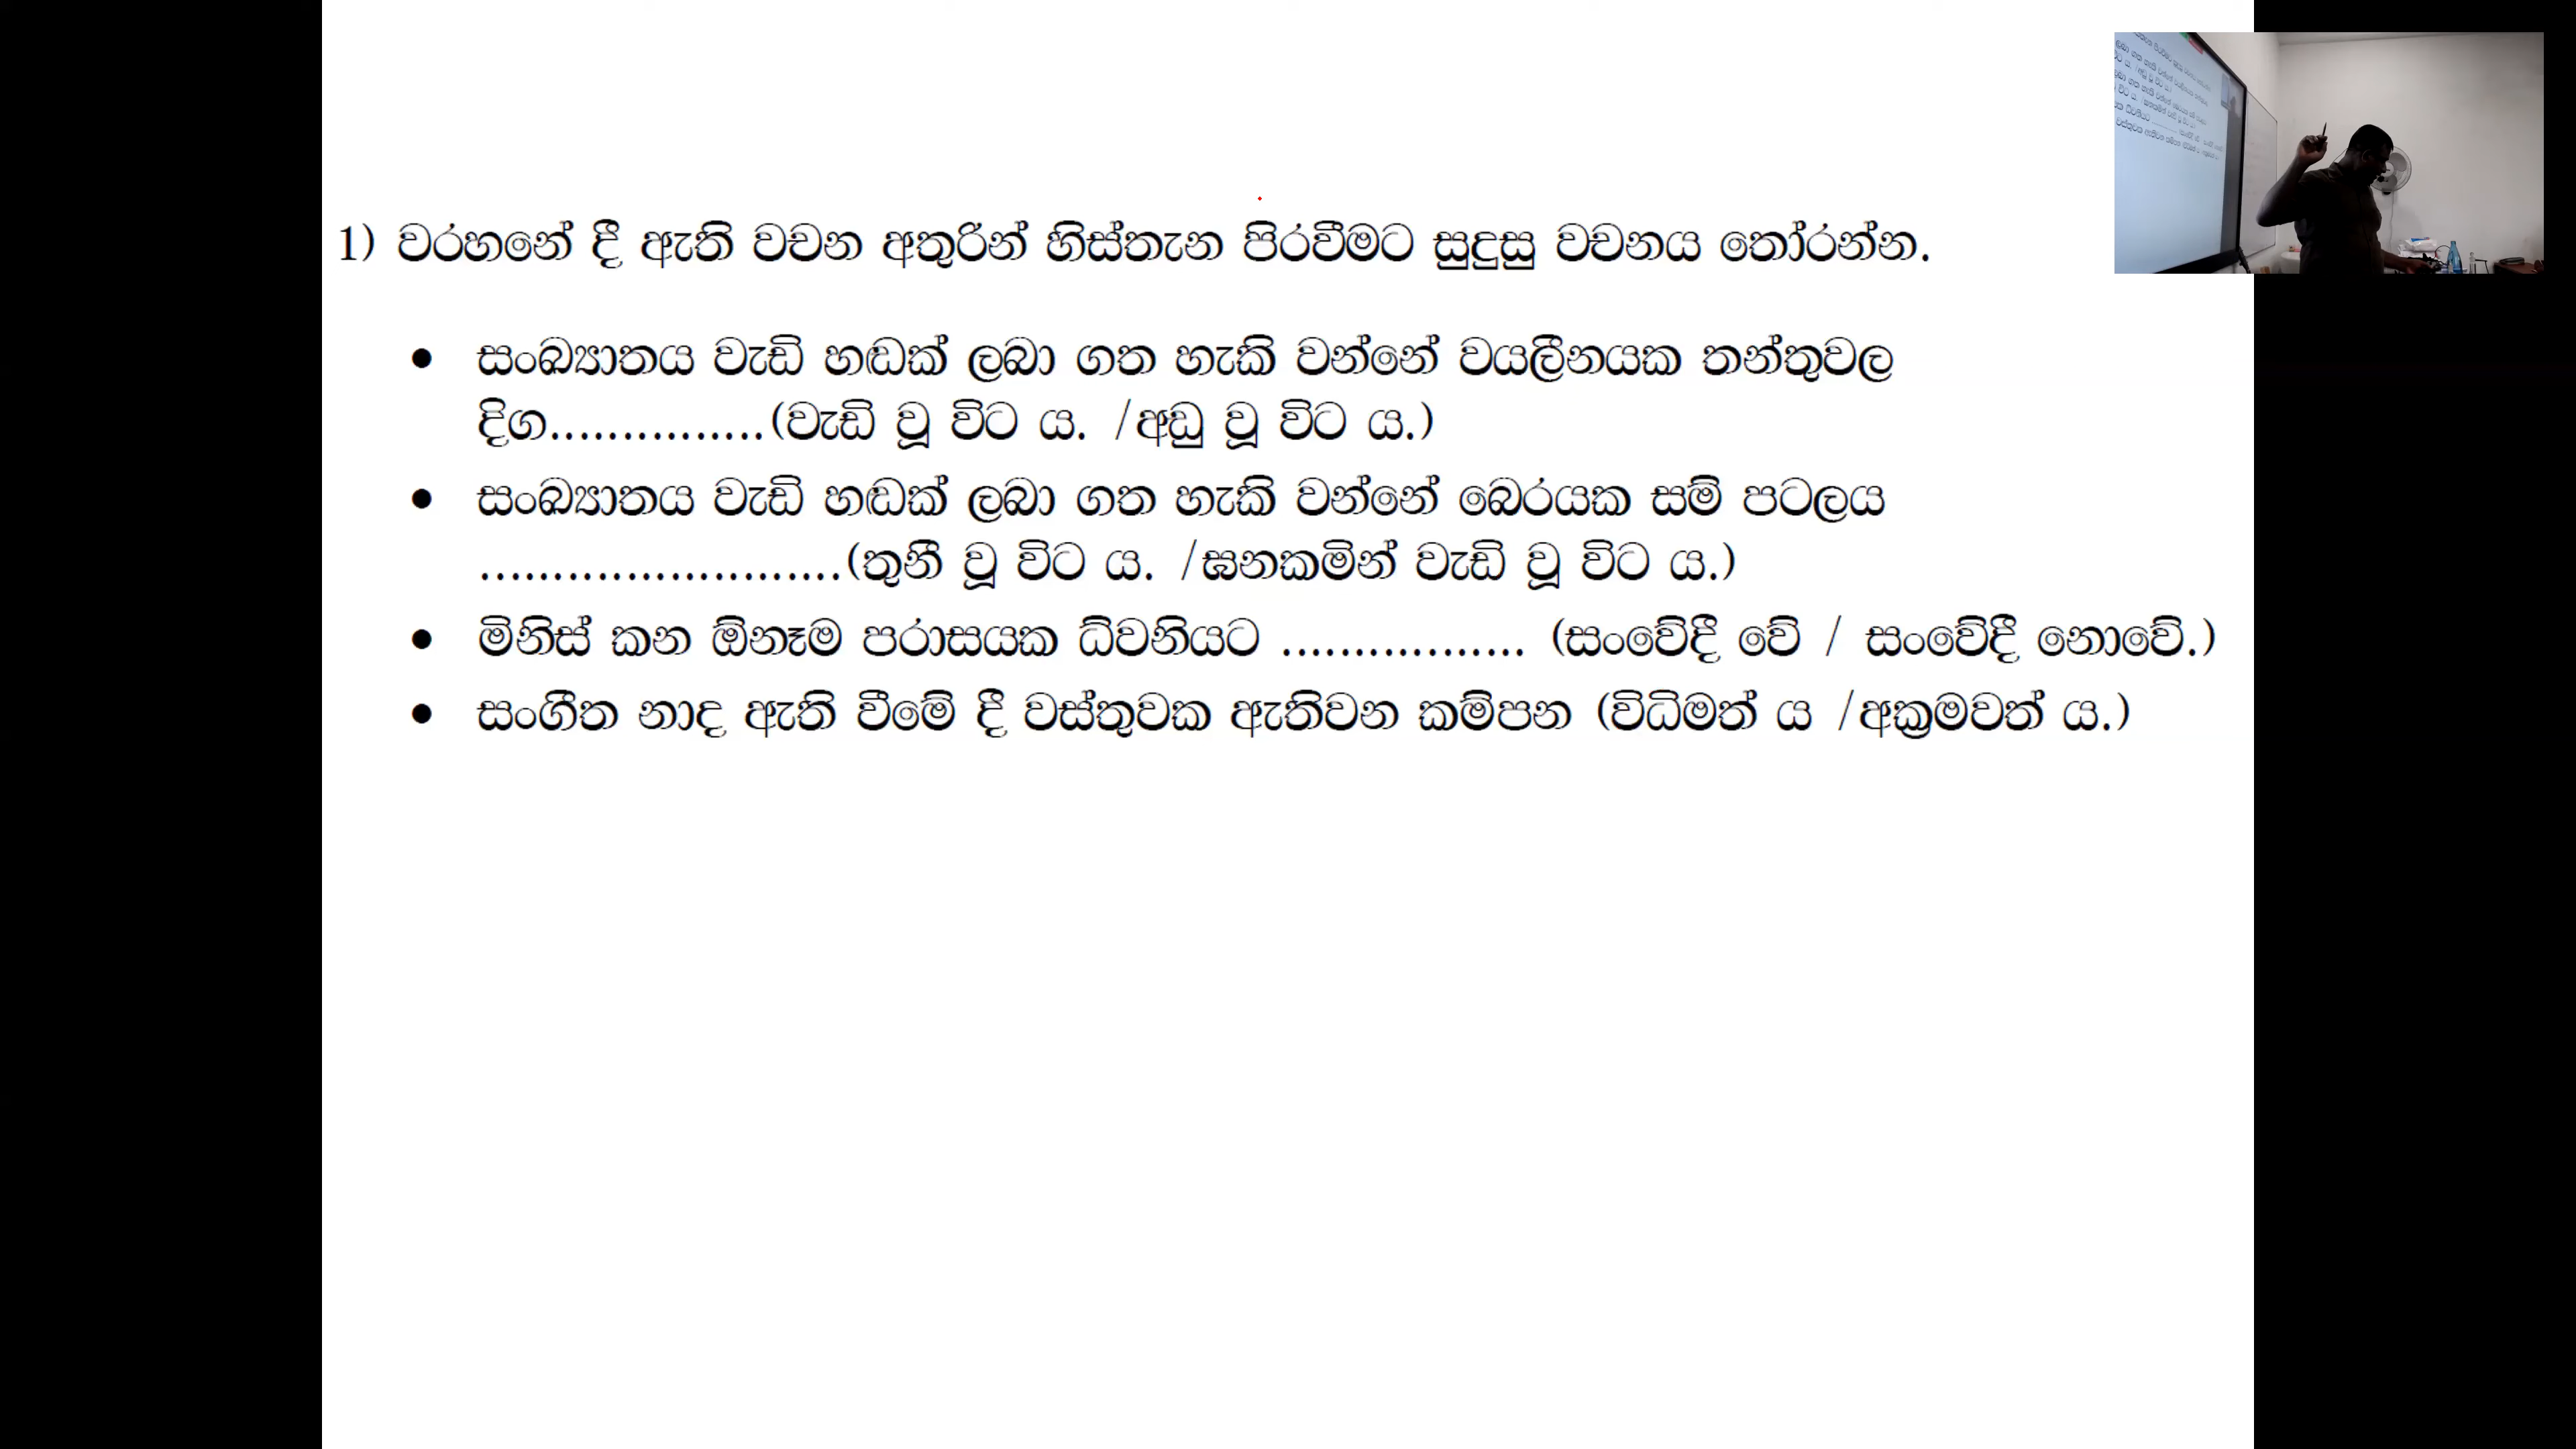 1) වරහනේ දී ඇති වචන අතුරින් හිස්තැන පිරවීමට සුදුසු වචනය තෝරන්න.
• සංඛ්‍යාතය වැඩි හඬක් ලබා ගත හැකි වන්නේ වයලීනයක තන්තුවල
දිග...............(වැඩි වූ විට ය. /අඩු වූ විට ය.)
• සංඛ්‍යාතය වැඩි හඬක් ලබා ගත හැකි වන්නේ බෙරයක සම් පටලය
.........................(තුනී වූ විට ය. /ඝනකමින් වැඩි වූ විට ය.)
• මිනිස් කන ඕනෑම පරාසයක ධ්වනියට ................. (සංවේදී වේ / සංවේදී නොවේ.)
• සංගීත නාද ඇති වීමේ දී වස්තුවක ඇතිවන කම්පන (විධිමත් ය /අක්‍රමවත් ය.)